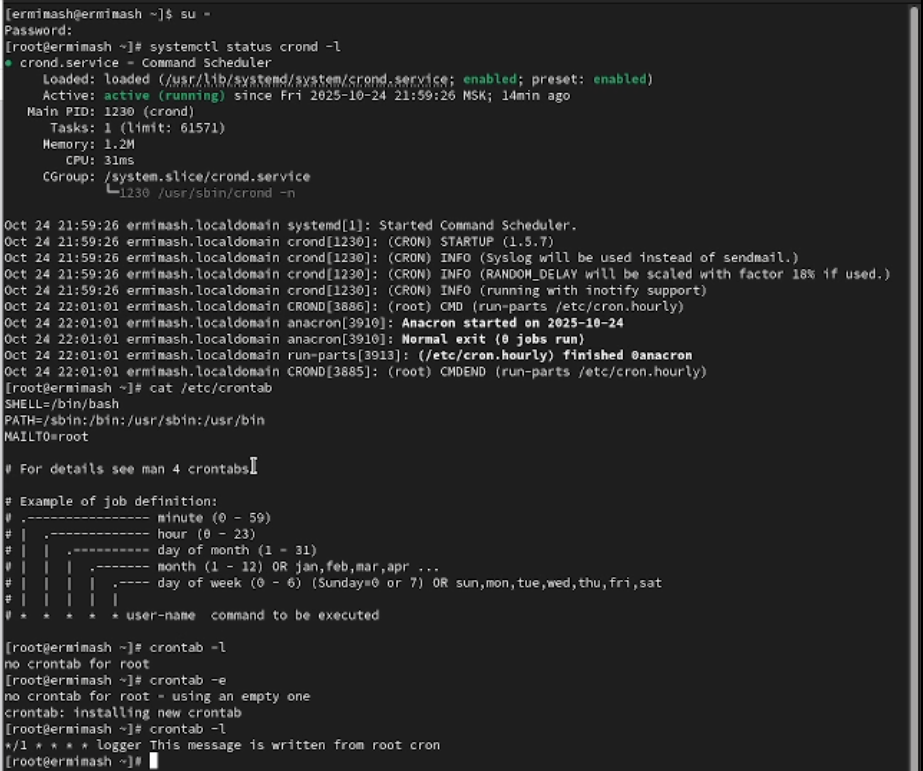 [ermimash@ermimash ~]$ su -
Password:
[root@ermimash ~]# systemctl status crond -l
● crond.service - Command Scheduler
     Loaded: loaded (/usr/lib/systemd/system/crond.service; enabled; preset: enabled)
     Active: active (running) since Fri 2025-10-24 21:59:26 MSK; 14min ago
   Main PID: 1230 (crond)
      Tasks: 1 (limit: 61571)
     Memory: 1.2M
        CPU: 31ms
     CGroup: /system.slice/crond.service
             └─1230 /usr/sbin/crond -n

Oct 24 21:59:26 ermimash.localdomain systemd[1]: Started Command Scheduler.
Oct 24 21:59:26 ermimash.localdomain crond[1230]: (CRON) STARTUP (1.5.7)
Oct 24 21:59:26 ermimash.localdomain crond[1230]: (CRON) INFO (Syslog will be used instead of sendmail.)
Oct 24 21:59:26 ermimash.localdomain crond[1230]: (CRON) INFO (RANDOM_DELAY will be scaled with factor 18% if used.)
Oct 24 21:59:26 ermimash.localdomain crond[1230]: (CRON) INFO (running with inotify support)
Oct 24 22:01:01 ermimash.localdomain CROND[3886]: (root) CMD (run-parts /etc/cron.hourly)
Oct 24 22:01:01 ermimash.localdomain anacron[3910]: Anacron started on 2025-10-24
Oct 24 22:01:01 ermimash.localdomain anacron[3910]: Normal exit (0 jobs run)
Oct 24 22:01:01 ermimash.localdomain run-parts[3913]: (/etc/cron.hourly) finished 0anacron
Oct 24 22:01:01 ermimash.localdomain CROND[3885]: (root) CMDEND (run-parts /etc/cron.hourly)
[root@ermimash ~]# cat /etc/crontab
SHELL=/bin/bash
PATH=/sbin:/bin:/usr/sbin:/usr/bin
MAILTO=root

# For details see man 4 crontabs

# Example of job definition:
# .---------------- minute (0 - 59)
# |  .------------- hour (0 - 23)
# |  |  .---------- day of month (1 - 31)
# |  |  |  .------- month (1 - 12) OR jan,feb,mar,apr ...
# |  |  |  |  .---- day of week (0 - 6) (Sunday=0 or 7) OR sun,mon,tue,wed,thu,fri,sat
# |  |  |  |  |
# *  *  *  *  * user-name  command to be executed

[root@ermimash ~]# crontab -l
no crontab for root
[root@ermimash ~]# crontab -e
no crontab for root - using an empty one
crontab: installing new crontab
[root@ermimash ~]# crontab -l
*/1 * * * * logger This message is written from root cron
[root@ermimash ~]#